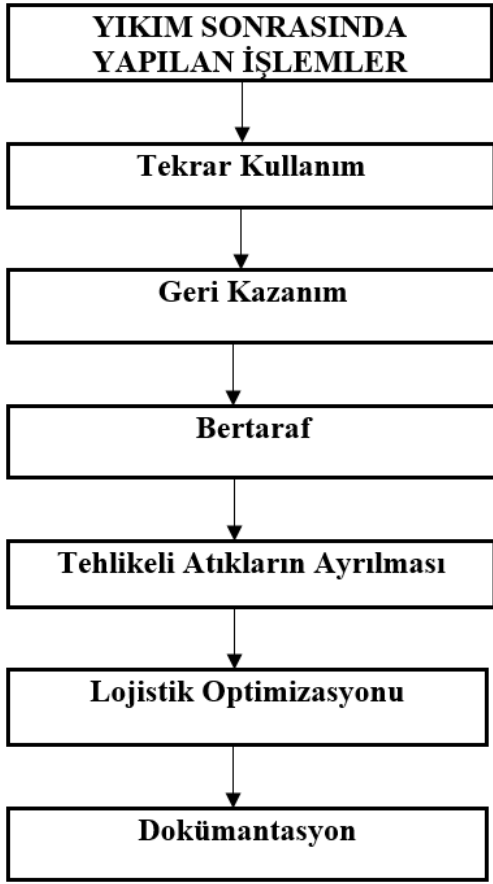 YIKIM SONRASINDA
YAPILAN İŞLEMLER
Tekrar Kullanım
Geri Kazanım
Bertaraf
Tehlikeli Atıkların Ayrılması
Lojistik Optimizasyonu
Dokümantasyon